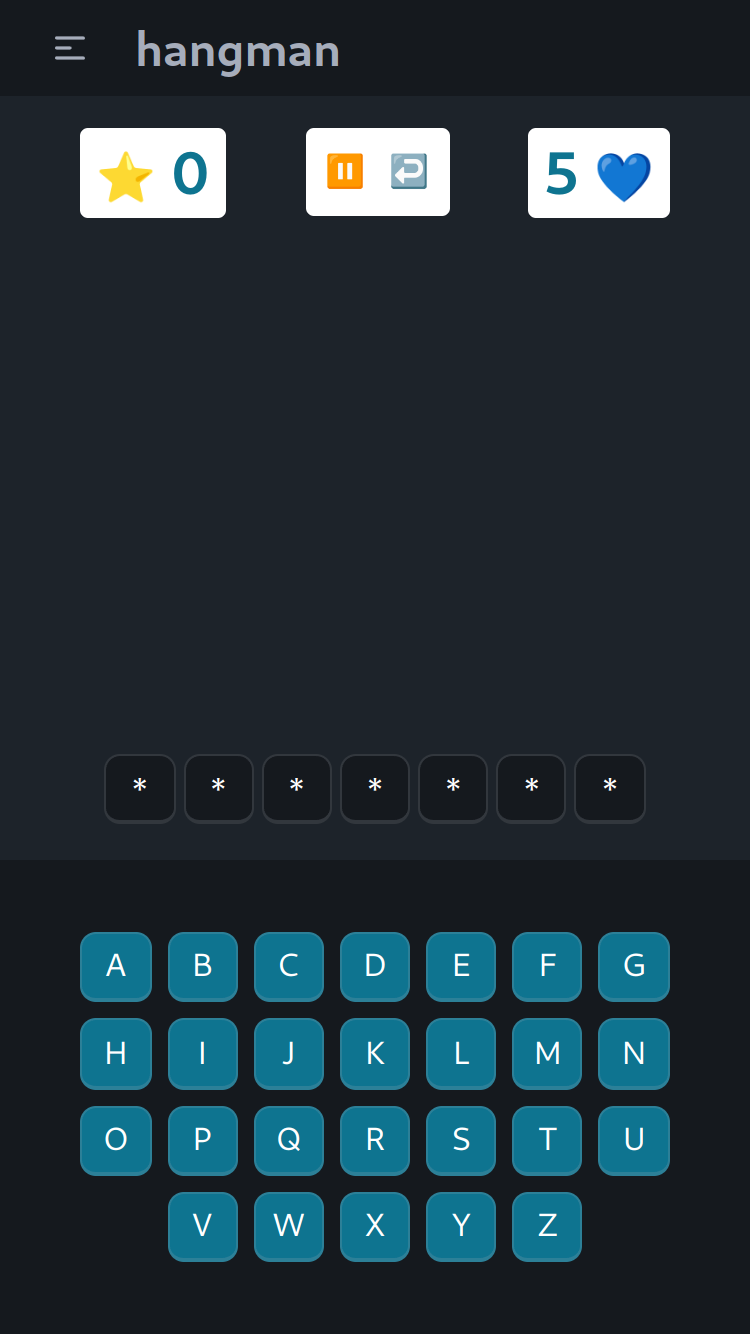 hangman
0 5
* * * * * * *
A B C D E F G
H I J K L M N
O P Q R S T U
V W X Y Z